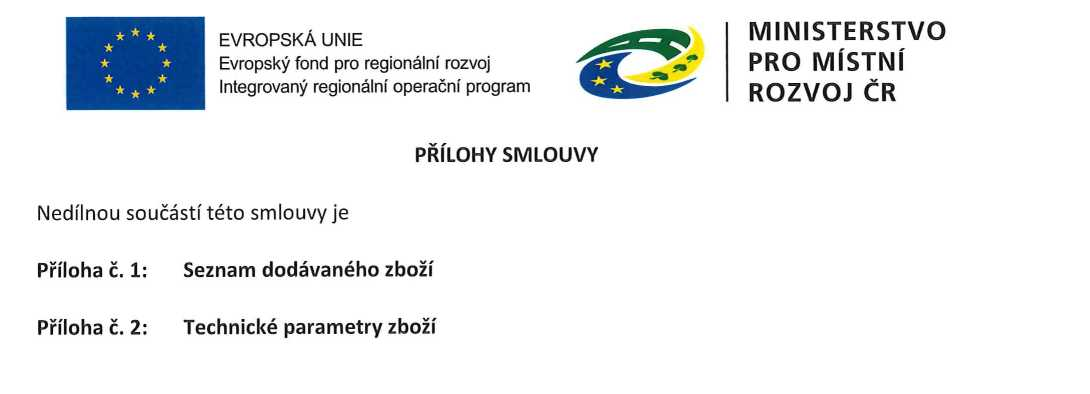 EVROPSKÁ UNIE
Evropský fond pro regionální rozvoj
Integrovaný regionální operační program
MINISTERSTVO
PRO MÍSTNÍ
ROZVOJ ČR
PŘÍLOHY SMLOUVY
Nedílnou součástí této smlouvy je
Příloha č. 1: Seznam dodávaného zboží
Příloha č. 2: Technické parametry zboží